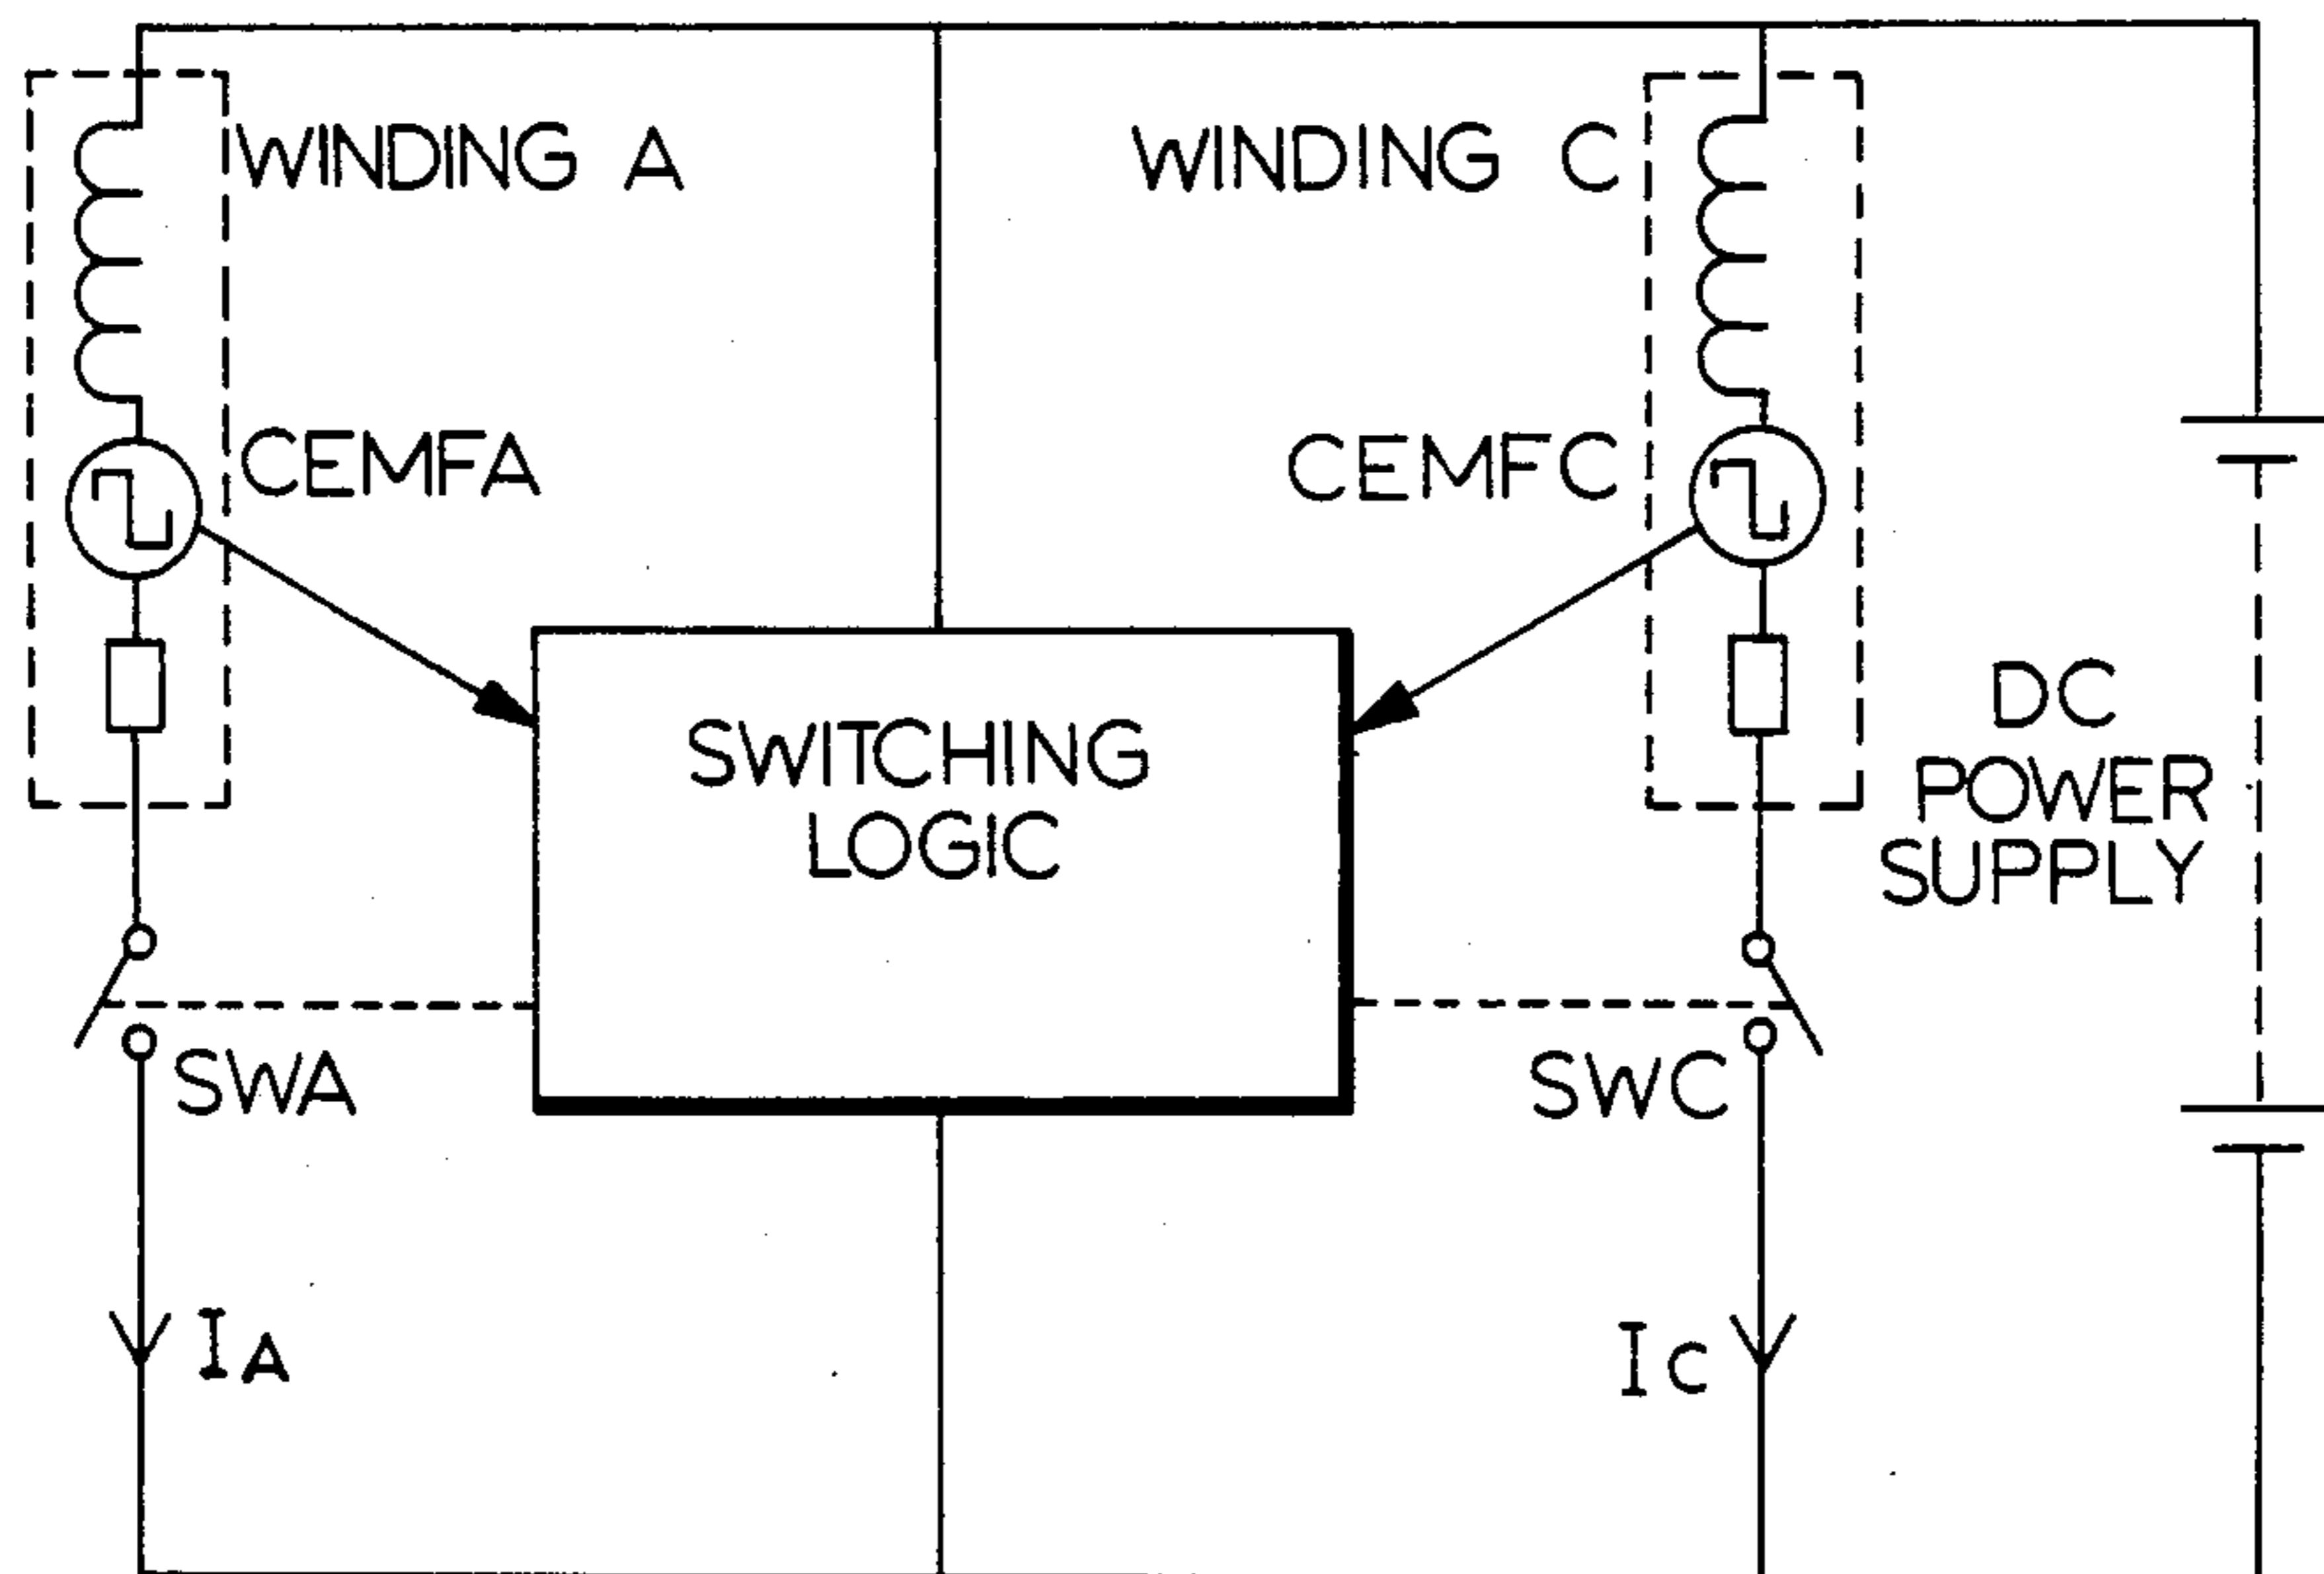 WINDING A
WINDING C
CEMFA
CEMFC
SWITCHING
LOGIC
DC
POWER
SUPPLY
SWA
SWC
IA
IC